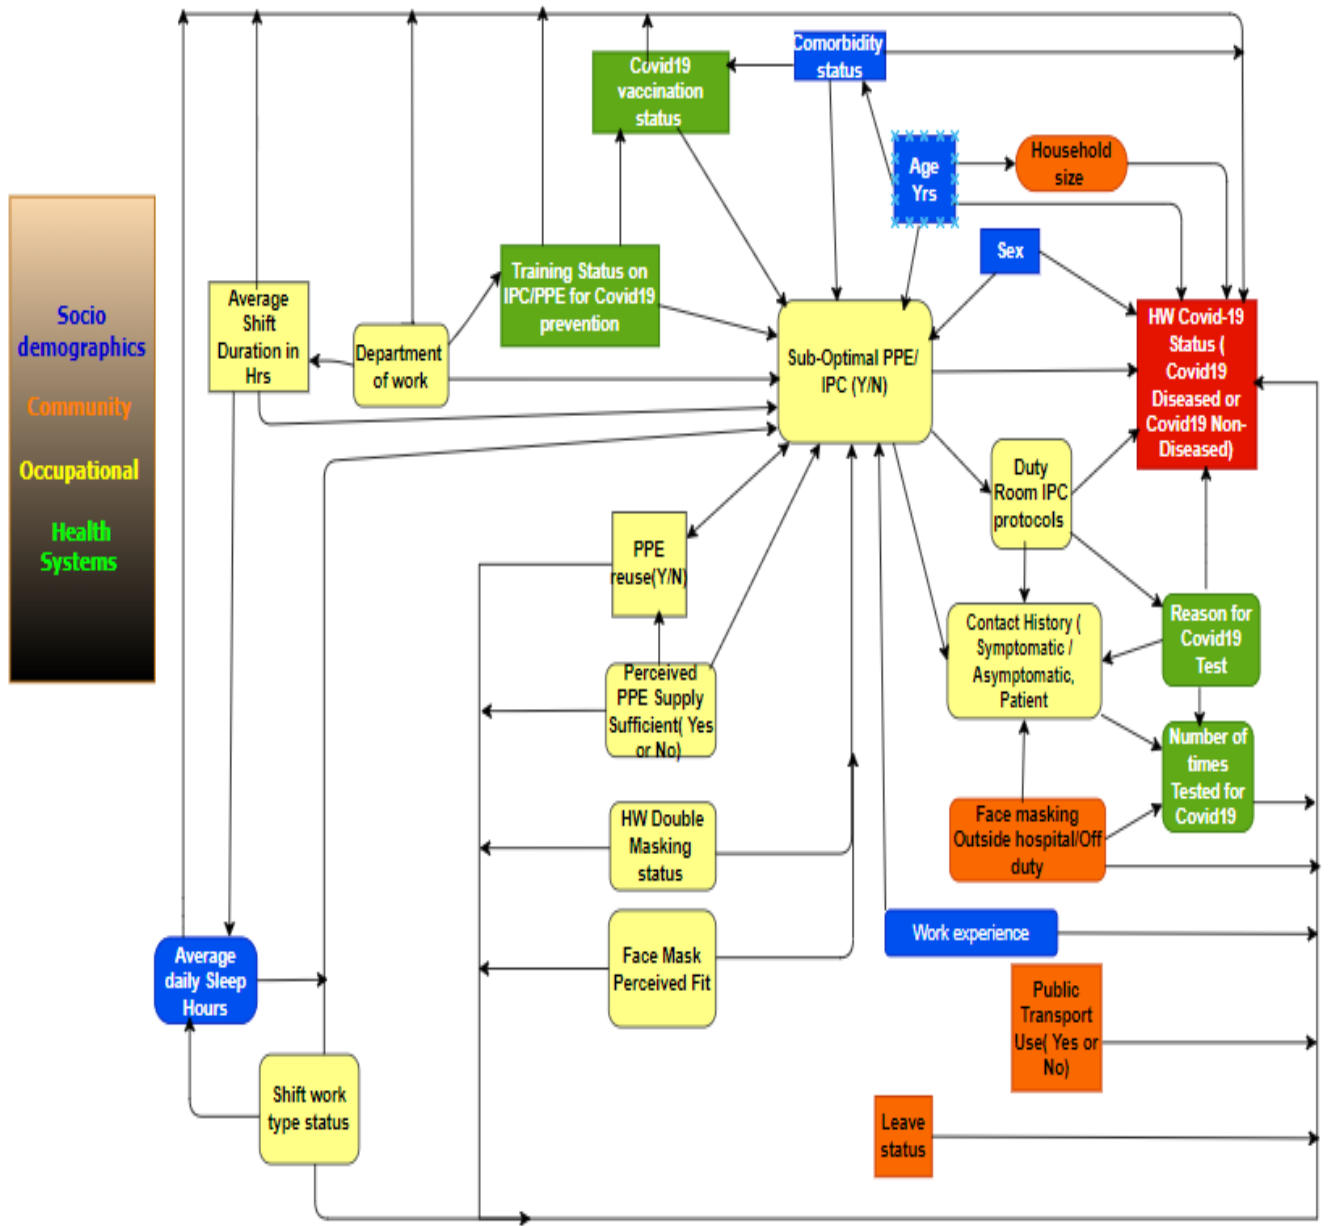 Comorbidity
status
Covid19
vaccination
status
Household
size
Age
Yrs
Sex
Socio
demographics
Community
Occupational
Health
Systems
Training Status on
IPC/PPE for Covid19
prevention
Average
Shift
Duration in
Hrs
Department
of work
Sub-Optimal PPE/
IPC (Y/N)
HW Covid-19
Status (
Covid19
Diseased or
Covid19 Non-
Diseased)
Duty
Room IPC
protocols
PPE
reuse(Y/N)
Contact History (
Symptomatic /
Asymptomatic,
Patient
Reason for
Covid19
Test
Perceived
PPE Supply
Sufficient( Yes
or No)
Number of
times
Tested for
Covid19
HW Double
Masking
status
Face masking
Outside hospital/Off
duty
Face Mask
Perceived Fit
Work experience
Average
daily Sleep
Hours
Public
Transport
Use( Yes or
No)
Shift work
type status
Leave
status